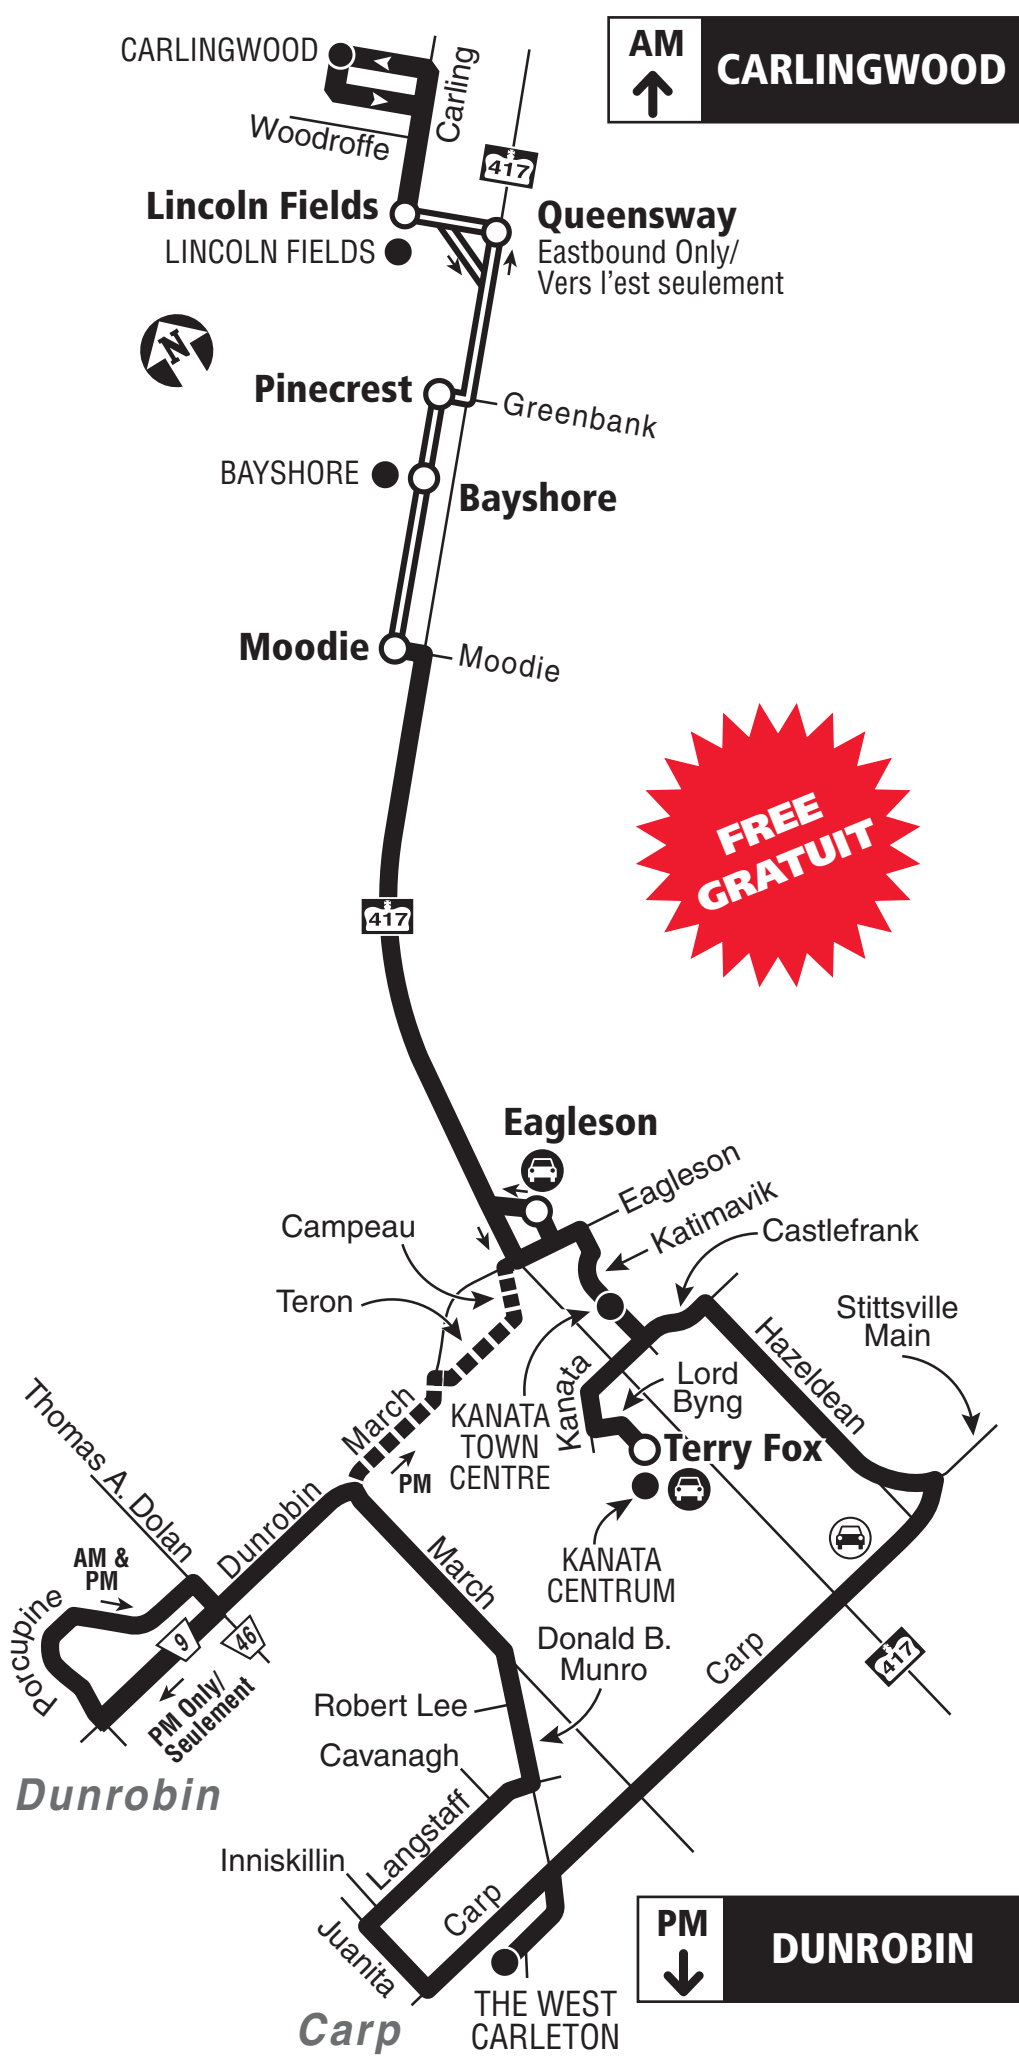 AM
CARLINGWOOD
CARLINGWOOD
Carling
Woodroffe
417
Lincoln Fields
LINCOLN FIELDS
Queensway
Eastbound Only/
Vers l'est seulement
N
Pinecrest
Greenbank
BAYSHORE
Bayshore
Moodie
Moodie
FREE
GRATUIT
417
Eagleson
Eagleson
Katimavik
Campeau
Castlefrank
Teron
Stittsville
Main
Hazeldean
Kanata
Lord
Byng
March
KANATA
TOWN
CENTRE
Terry Fox
PM
Thomas A. Dolan
Dunrobin
March
KANATA
CENTRUM
AM &
PM
Porcupine
9
46
PM Only/
Seulement
Donald B.
Munro
Carp
417
Robert Lee
Cavanagh
Dunrobin
Langstaff
Inniskillin
Carp
Juanita
PM
DUNROBIN
THE WEST
CARLETON
Carp